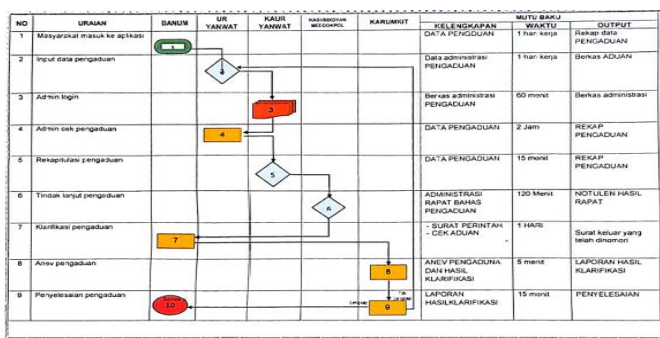 NO URAIAN BANUM UR YANWAT KAUR YANWAT KARUMKIT MUTU BAKU
KELENGKAPAN WAKTU OUTPUT
1 Masyarakat masuk ke aplikasi 1 DATA PENGDUAN 1 hari kerja Rekap data PENGADUAN
2 Input data pengaduan Data administrasi PENGADUAN 1 hari kerja Berkas ADUAN
3 Admin login 3 Berkas administrasi PENGADUAN 60 menit Berkas administrasi
4 Admin cek pengaduan 4 DATA PENGADUAN 2 Jam REKAP PENGADUAN
5 Rekapitulasi pengaduan 5 DATA PENGADUAN 15 menit REKAP PENGADUAN
6 Tindak lanjut pengaduan 6 ADMINISTRASI RAPAT BAHAS PENGADUAN 120 Menit NOTULEN HASIL RAPAT
7 Klarifikasi pengaduan 7 - SURAT PERINTAH - CEK ADUAN 1 HARI Surat keluar yang telah dinomori
8 Anev pengaduan 8 ANEV PENGADUNA DAN HASIL KLARIFIKASI 5 menit LAPORAN HASIL KLARIFIKASI
9 Penyelesaian pengaduan 10 9 LAPORAN HASILKLARIFIKASI 15 menit PENYELESAIAN